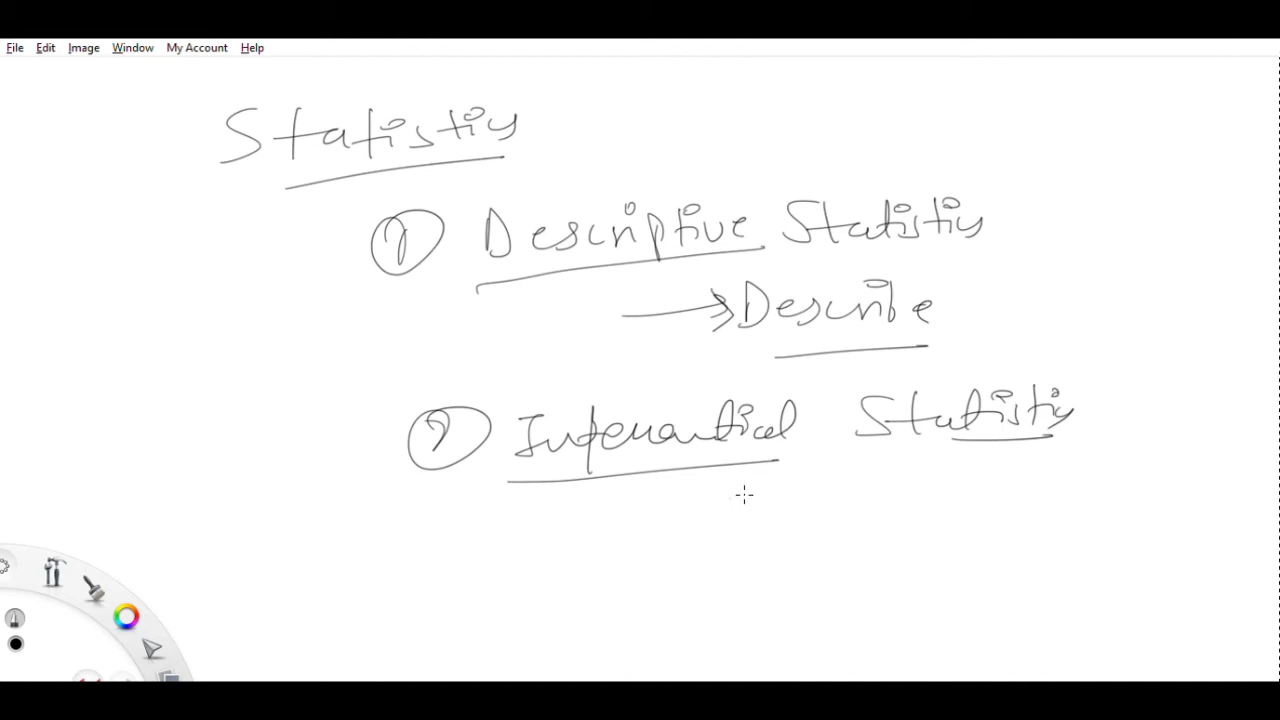 File Edit Image Window My Account Help
Statistics
① Descriptive Statistics
→ Describe
② Inferential Statistics